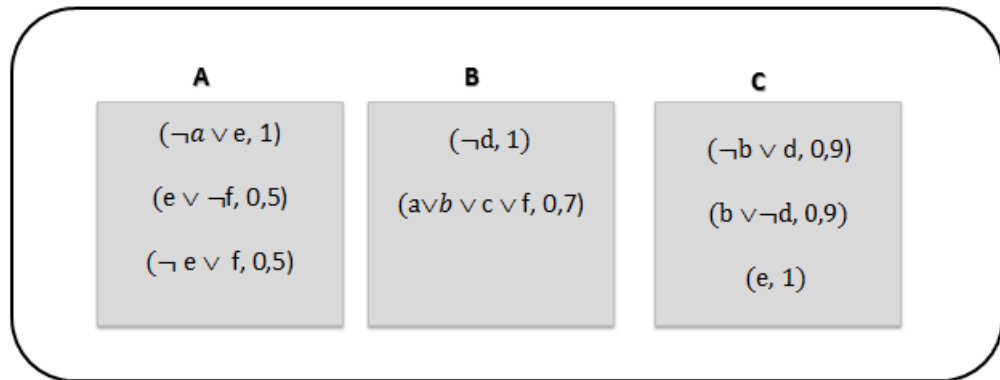 A
(¬a ∨ e, 1)
(e ∨ ¬f, 0,5)
(¬ e ∨ f, 0,5)
B
(¬d, 1)
(a∨b ∨ c ∨ f, 0,7)
C
(¬b ∨ d, 0,9)
(b ∨¬d, 0,9)
(e, 1)